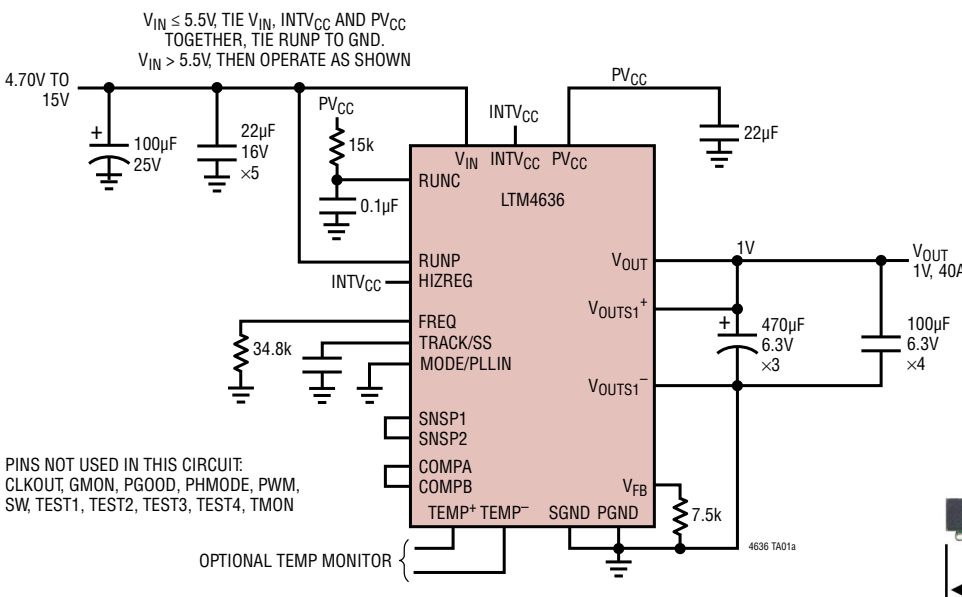 VIN ≤ 5.5V, TIE VIN, INTVCC AND PVCC
TOGETHER, TIE RUNP TO GND.
VIN > 5.5V, THEN OPERATE AS SHOWN
4.70V TO
15V
+
100µF
25V
22µF
16V
×5
PVCC
15k
0.1µF
INTVCC
PVCC
22µF
VIN INTVCC PVCC
LTM4636
RUNC
RUNP
HIZREG
INTVCC
FREQ
TRACK/SS
MODE/PLLIN
34.8k
SNSP1
SNSP2
COMPA
COMPB
TEMP+ TEMP– SGND PGND
VOUT
VOUTS1+
VOUTS1–
VFB
1V
VOUT
1V, 40A
+
470µF
6.3V
×3
100µF
6.3V
×4
7.5k
PINS NOT USED IN THIS CIRCUIT:
CLKOUT, GMON, PGOOD, PHMODE, PWM,
SW, TEST1, TEST2, TEST3, TEST4, TMON
OPTIONAL TEMP MONITOR
4636 TA01a